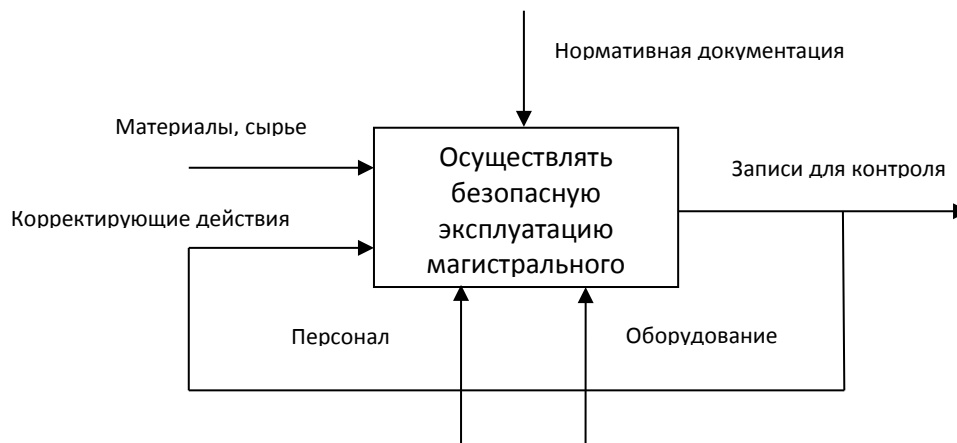 Нормативная документация
Материалы, сырье
Осуществлять
безопасную
эксплуатацию
магистрального
Записи для контроля
Корректирующие действия
Персонал
Оборудование